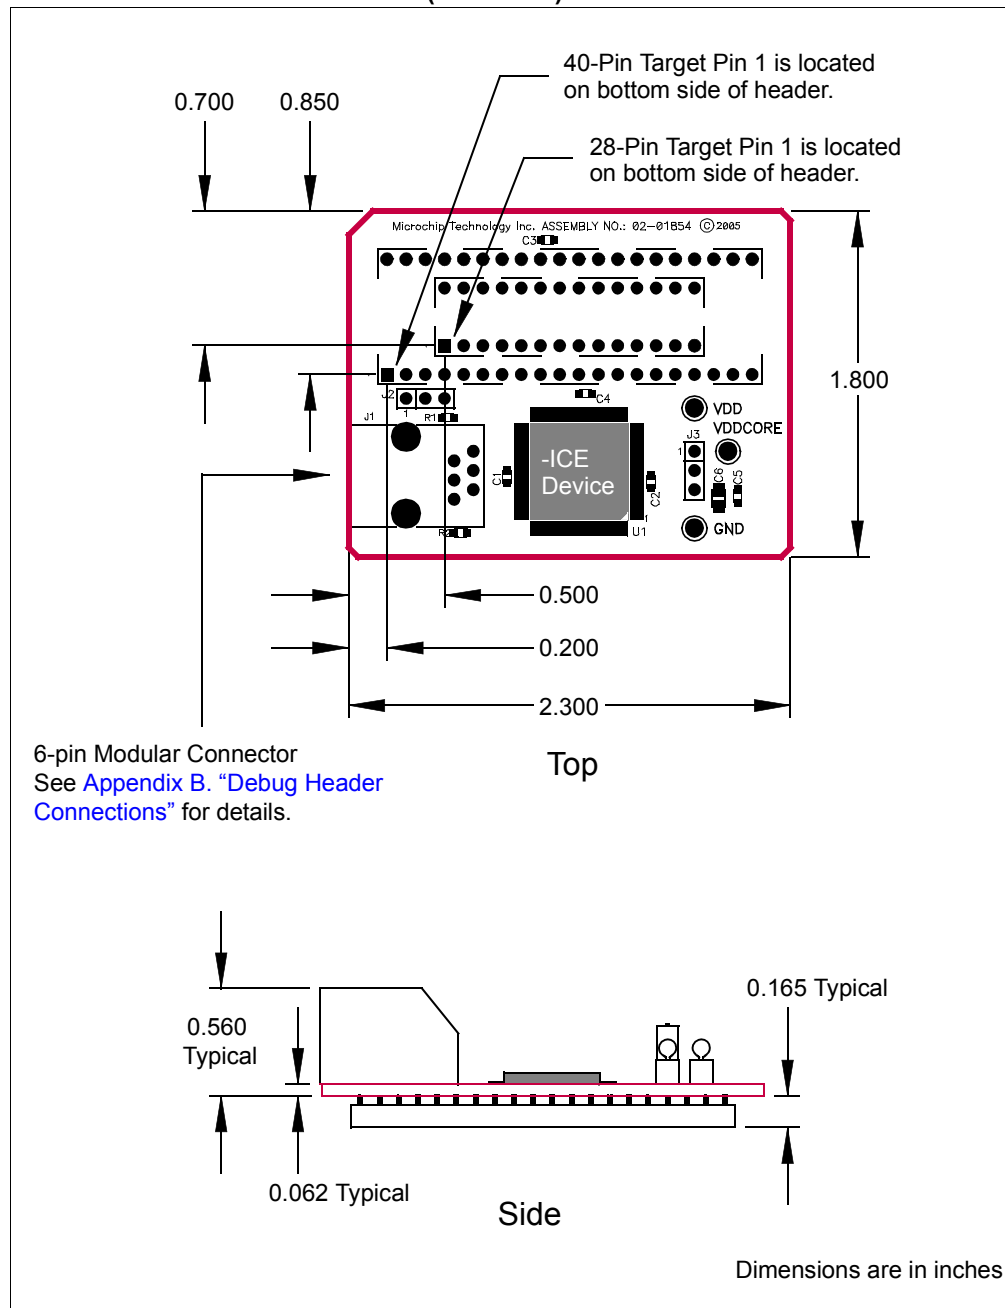 40-Pin Target Pin 1 is located
on bottom side of header.
0.700
0.850
28-Pin Target Pin 1 is located
on bottom side of header.
Microchip Technology Inc. ASSEMBLY NO.: 02-01854 © 2005
C3
1.800
J2
1
J1
R1
C4
VDD
VDDCORE
J3
1
-ICE
Device
C1
C2
C6
C5
R2
1
U1
GND
0.500
0.200
2.300
6-pin Modular Connector
See Appendix B. “Debug Header
Connections” for details.
Top
0.165 Typical
0.560
Typical
0.062 Typical
Side
Dimensions are in inches